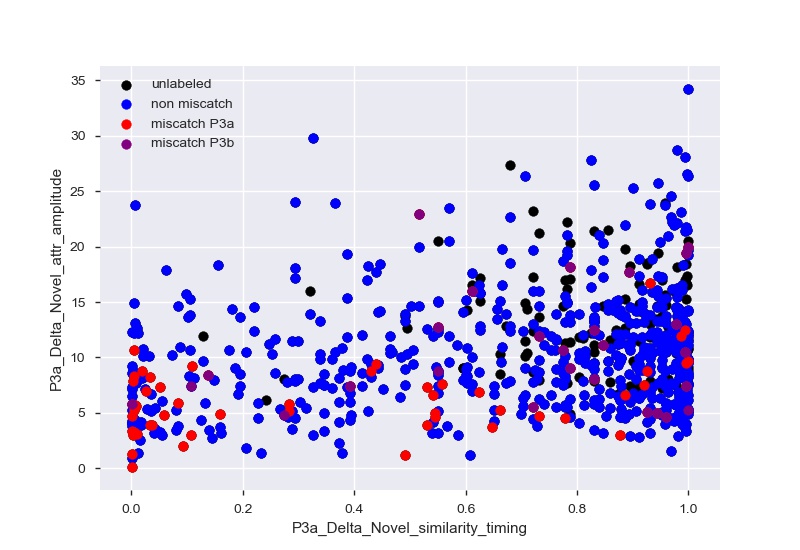 35
30
25
20
15
10
5
0
unlabeled
non miscatch
miscatch P3a
miscatch P3b
P3a_Delta_Novel_attr_amplitude
0.0 0.2 0.4 0.6 0.8 1.0
P3a_Delta_Novel_similarity_timing